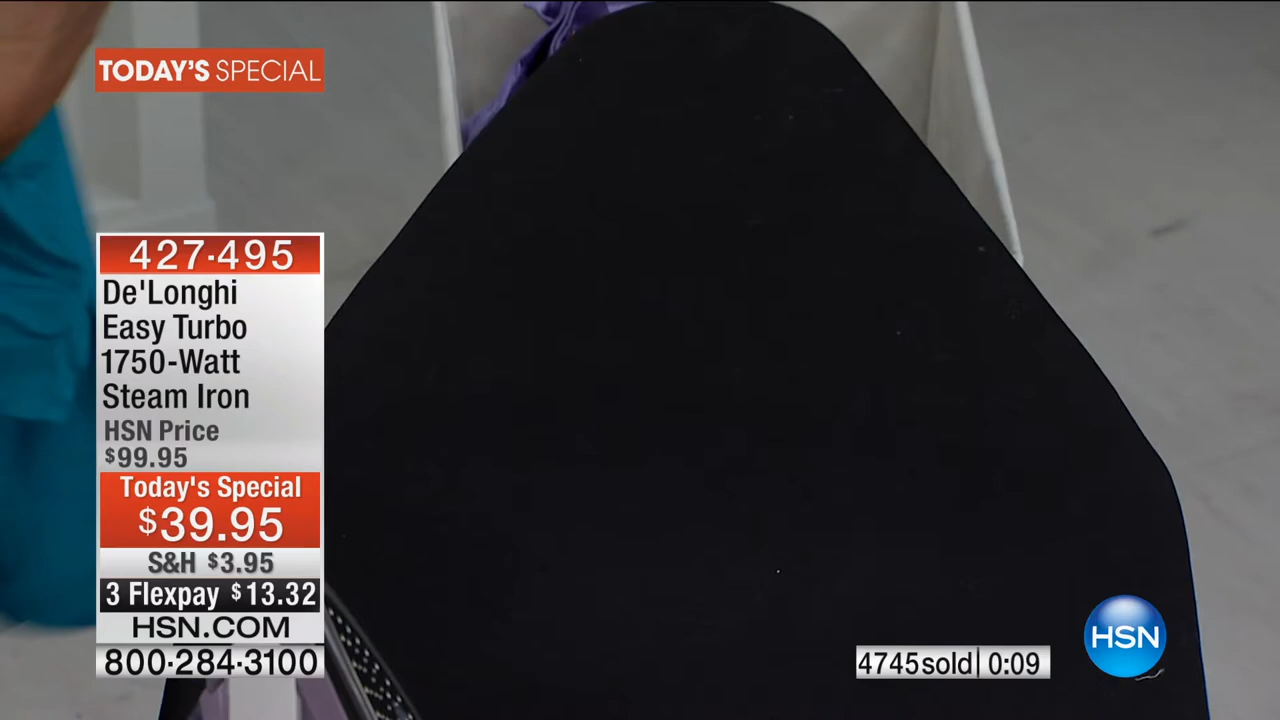 TODAY'S SPECIAL
427·495
De'Longhi
Easy Turbo
1750-Watt
Steam Iron
HSN Price
$99.95
Today's Special
$39.95
S&H $3.95
3 Flexpay $13.32
HSN.COM
800·284·3100
4745sold 0:09
HSN